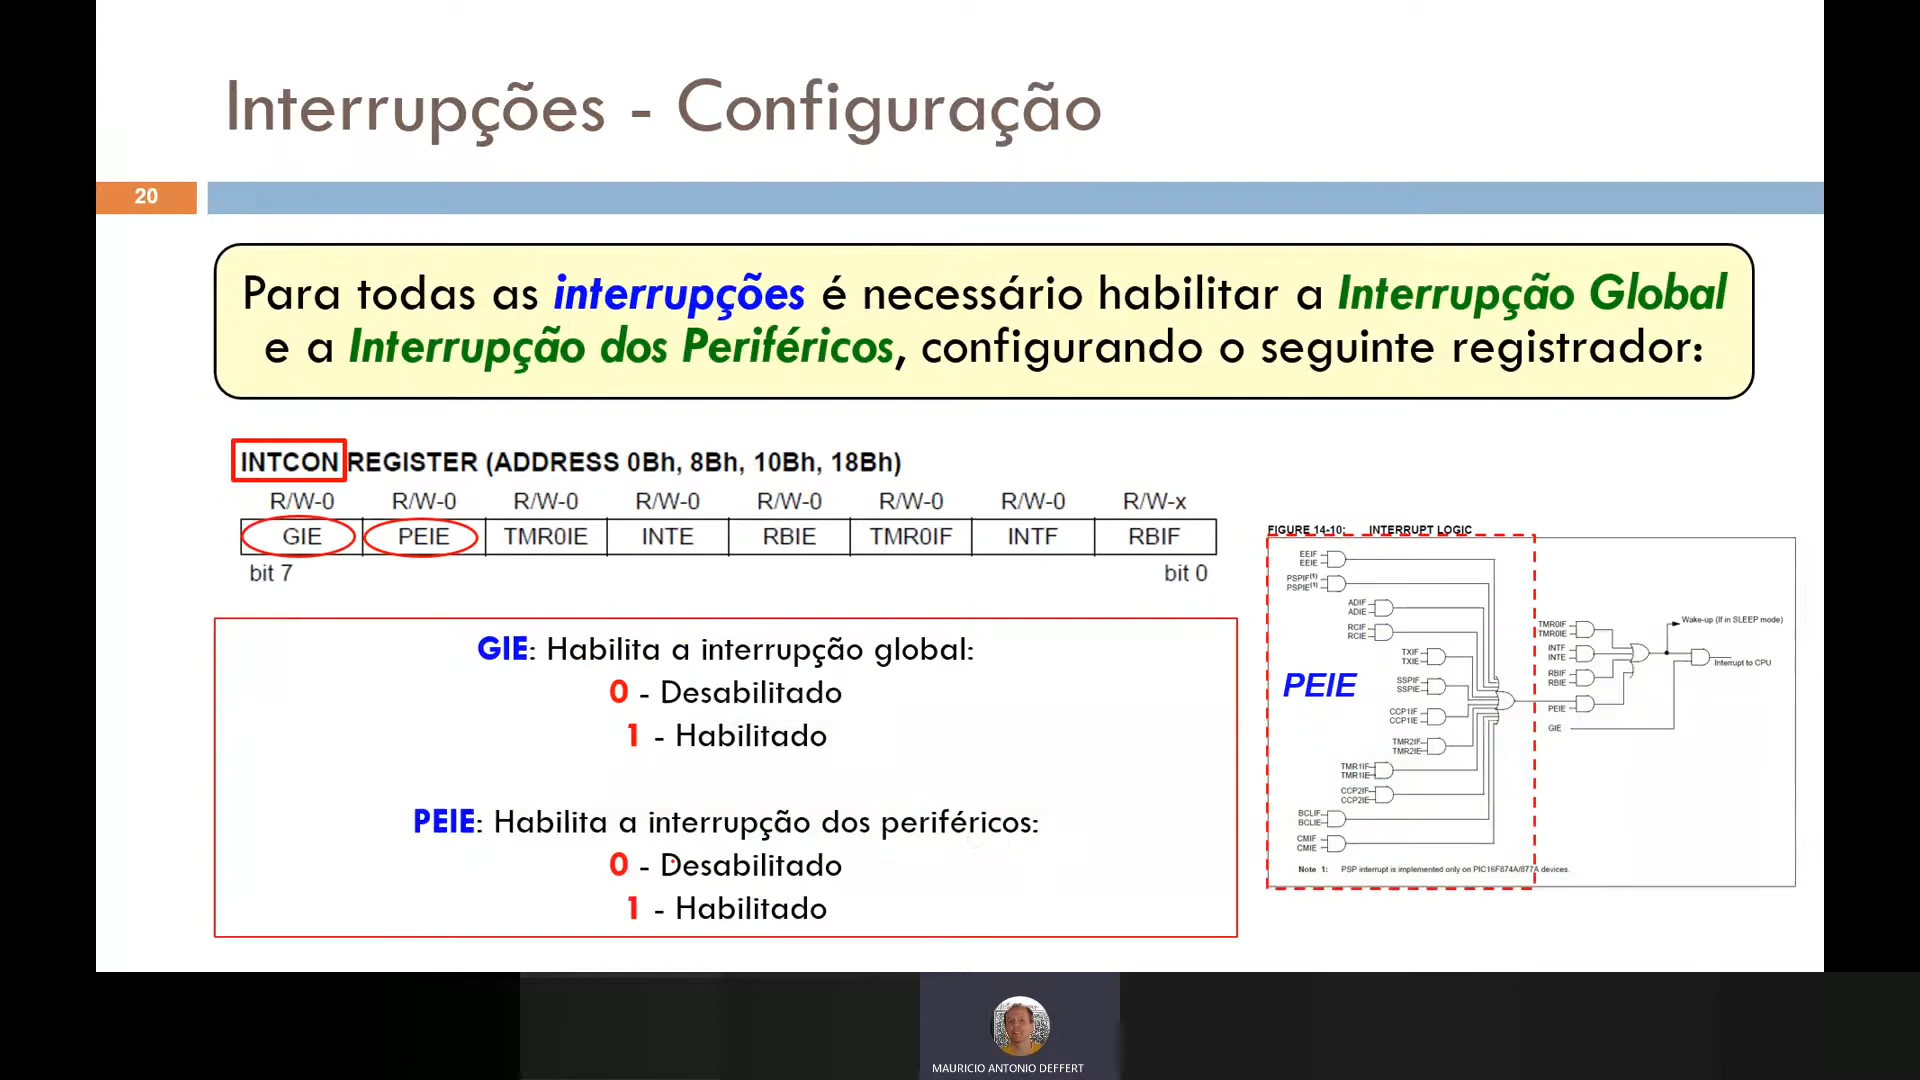 Interrupções - Configuração
20
Para todas as interrupções é necessário habilitar a Interrupção Global
e a Interrupção dos Periféricos, configurando o seguinte registrador:
INTCON REGISTER (ADDRESS 0Bh, 8Bh, 10Bh, 18Bh)
R/W-0 R/W-0 R/W-0 R/W-0 R/W-0 R/W-0 R/W-0 R/W-x
GIE PEIE TMR0IE INTE RBIE TMR0IF INTF RBIF
bit 7 bit 0
GIE: Habilita a interrupção global:
0 - Desabilitado
1 - Habilitado
PEIE: Habilita a interrupção dos periféricos:
0 - Desabilitado
1 - Habilitado
FIGURE 14-10: INTERRUPT LOGIC
EEIF
EEIE
PSPIF(1)
PSPIE(1)
ADIF
ADIE
RCIF
RCIE
TXIF
TXIE
SSPIF
SSPIE
CCP1IF
CCP1IE
TMR2IF
TMR2IE
TMR1IF
TMR1IE
CCP2IF
CCP2IE
BCLIF
BCLIE
CMIF
CMIE
PEIE
TMR0IF
TMR0IE
INTF
INTE
RBIF
RBIE
PEIE
GIE
Wake-up (If in SLEEP mode)
Interrupt to CPU
Note 1: PSP interrupt is implemented only on PIC16F874A/877A devices.
MAURICIO ANTONIO DEFFERT